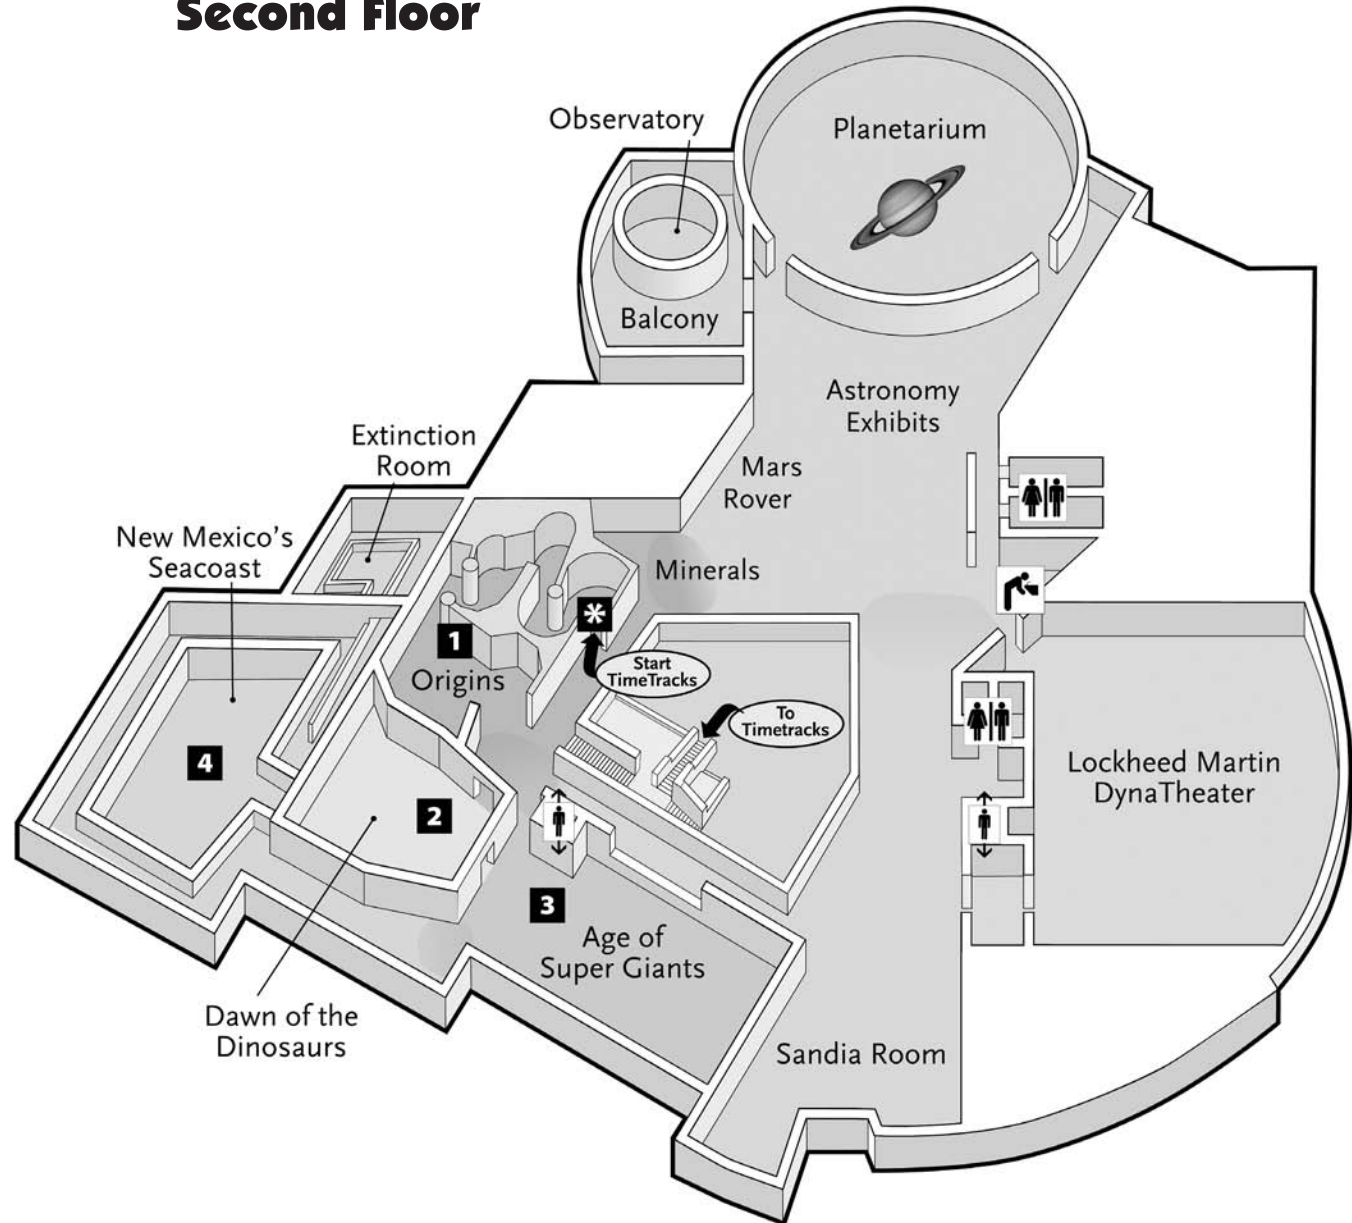 Second Floor
Observatory
Planetarium
Balcony
Astronomy
Exhibits
Extinction
Room
Mars
Rover
New Mexico's
Seacoast
Minerals
*
1
Origins
Start
TimeTracks
To
Timetracks
4
Lockheed Martin
DynaTheater
2
3
Age of
Super Giants
Dawn of the
Dinosaurs
Sandia Room